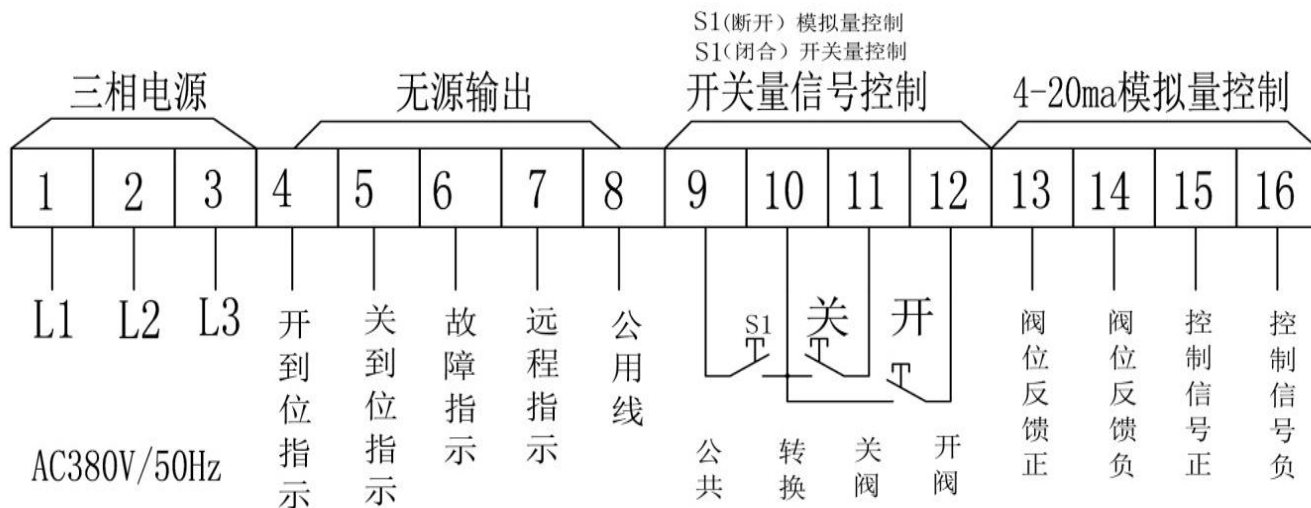 S1(断开）模拟量控制
S1(闭合）开关量控制
三相电源
无源输出
开关量信号控制
4-20ma模拟量控制
1 2 3 4 5 6 7 8 9 10 11 12 13 14 15 16
L1 L2 L3
开到位指示
关到位指示
故障指示
远程指示
公用线
S1
关
开
公共
转换
关阀
开阀
阀位反馈正
阀位反馈负
控制信号正
控制信号负
AC380V/50Hz